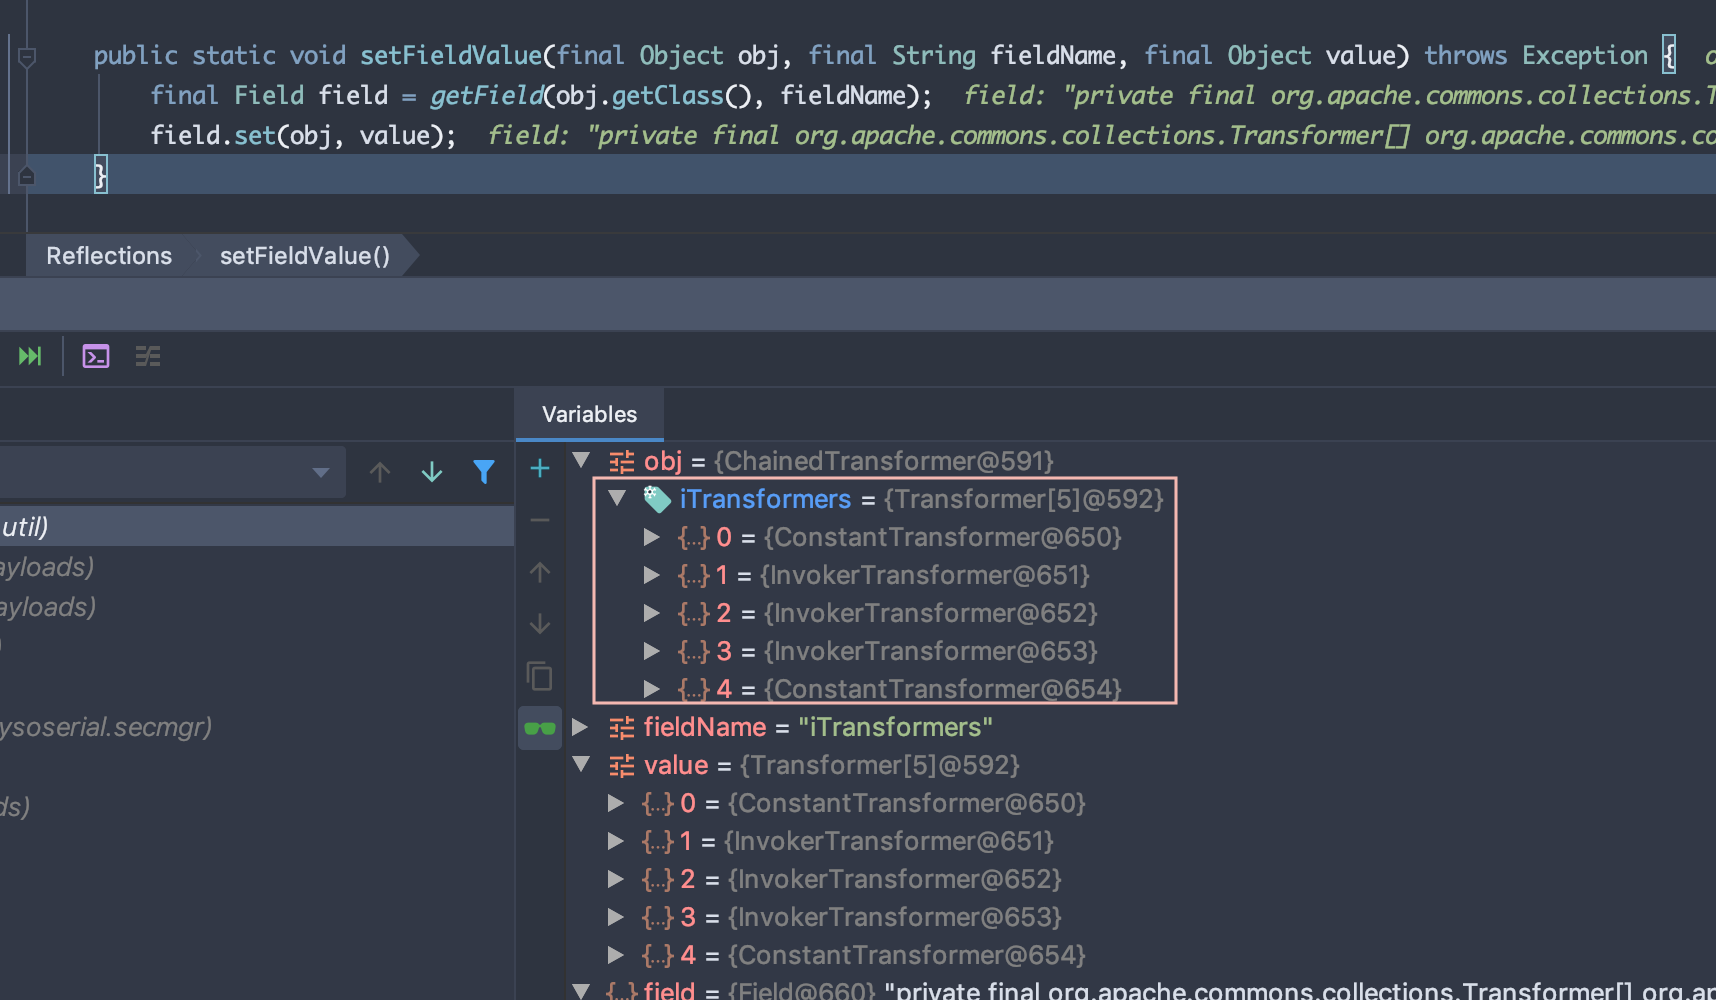 public static void setFieldValue(final Object obj, final String fieldName, final Object value) throws Exception {
final Field field = getField(obj.getClass(), fieldName); field: "private final org.apache.commons.collections.
field.set(obj, value); field: "private final org.apache.commons.collections.Transformer[] org.apache.commons.co
}
Reflections
setFieldValue()
Variables
util)
ayloads)
ayloads)
)
ysoserial.secmgr)
ds)
obj = {ChainedTransformer@591}
iTransformers = {Transformer[5]@592}
{...} 0 = {ConstantTransformer@650}
{...} 1 = {InvokerTransformer@651}
{...} 2 = {InvokerTransformer@652}
{...} 3 = {InvokerTransformer@653}
{...} 4 = {ConstantTransformer@654}
fieldName = "iTransformers"
value = {Transformer[5]@592}
{...} 0 = {ConstantTransformer@650}
{...} 1 = {InvokerTransformer@651}
{...} 2 = {InvokerTransformer@652}
{...} 3 = {InvokerTransformer@653}
{...} 4 = {ConstantTransformer@654}
{...} field = {Field@660} "private final org.apache.commons.collections.Transformer[] org.ap